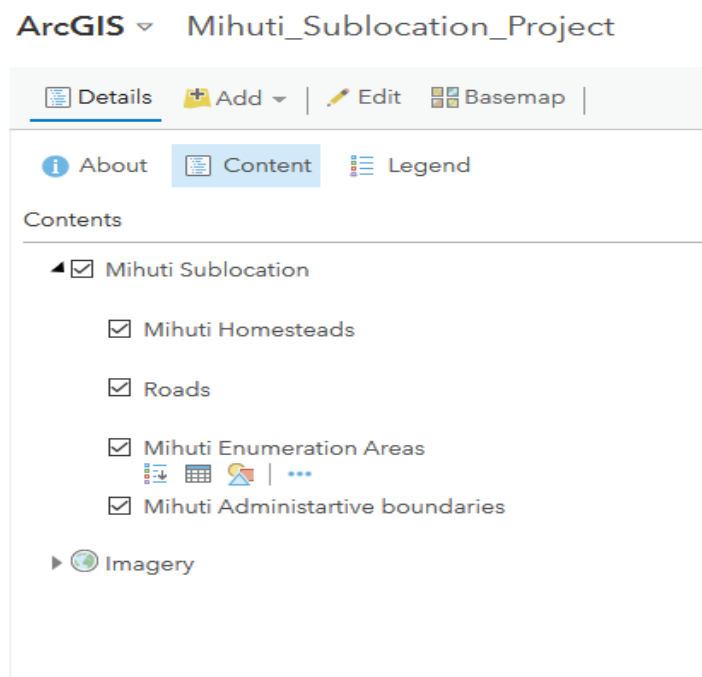 ArcGIS Mihuti_Sublocation_Project
Details Add Edit Basemap
About Content Legend
Contents
Mihuti Sublocation
Mihuti Homesteads
Roads
Mihuti Enumeration Areas
Mihuti Administartive boundaries
Imagery